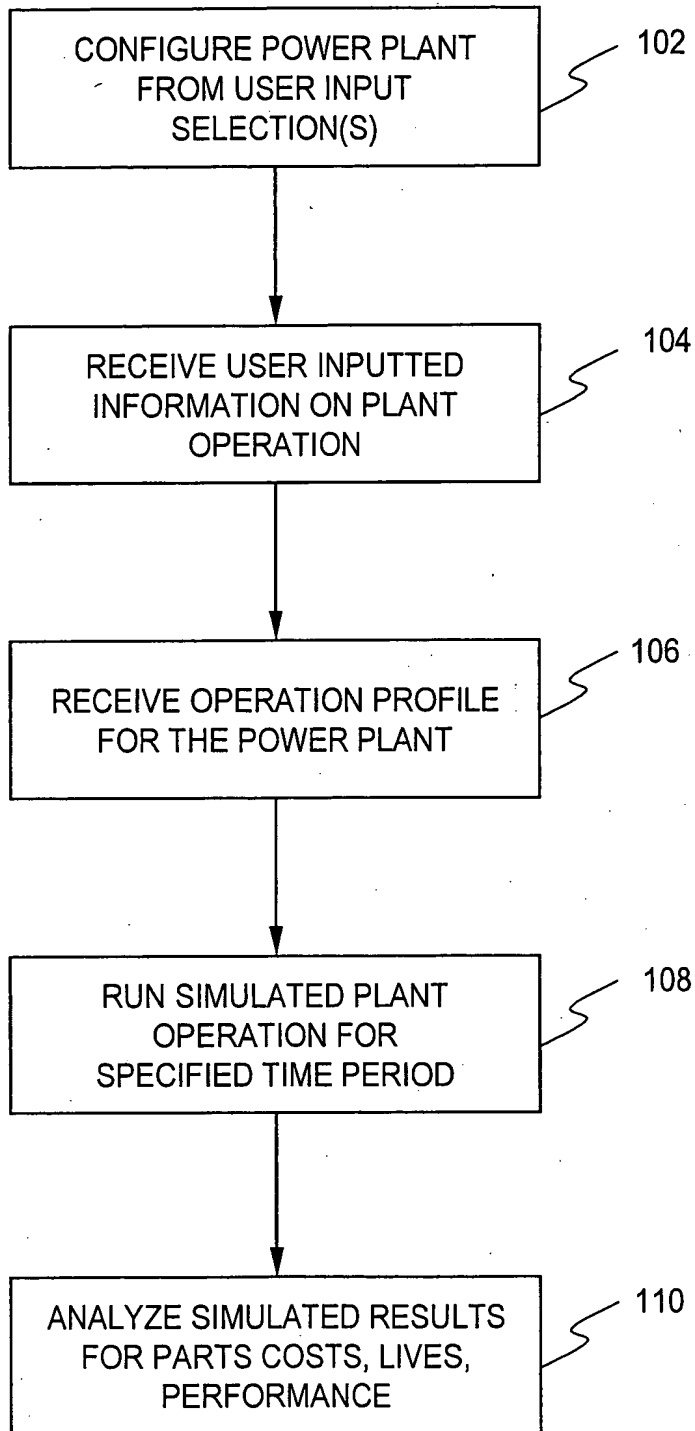 CONFIGURE POWER PLANT
FROM USER INPUT
SELECTION(S)
102
RECEIVE USER INPUTTED
INFORMATION ON PLANT
OPERATION
104
RECEIVE OPERATION PROFILE
FOR THE POWER PLANT
106
RUN SIMULATED PLANT
OPERATION FOR
SPECIFIED TIME PERIOD
108
ANALYZE SIMULATED RESULTS
FOR PARTS COSTS, LIVES,
PERFORMANCE
110